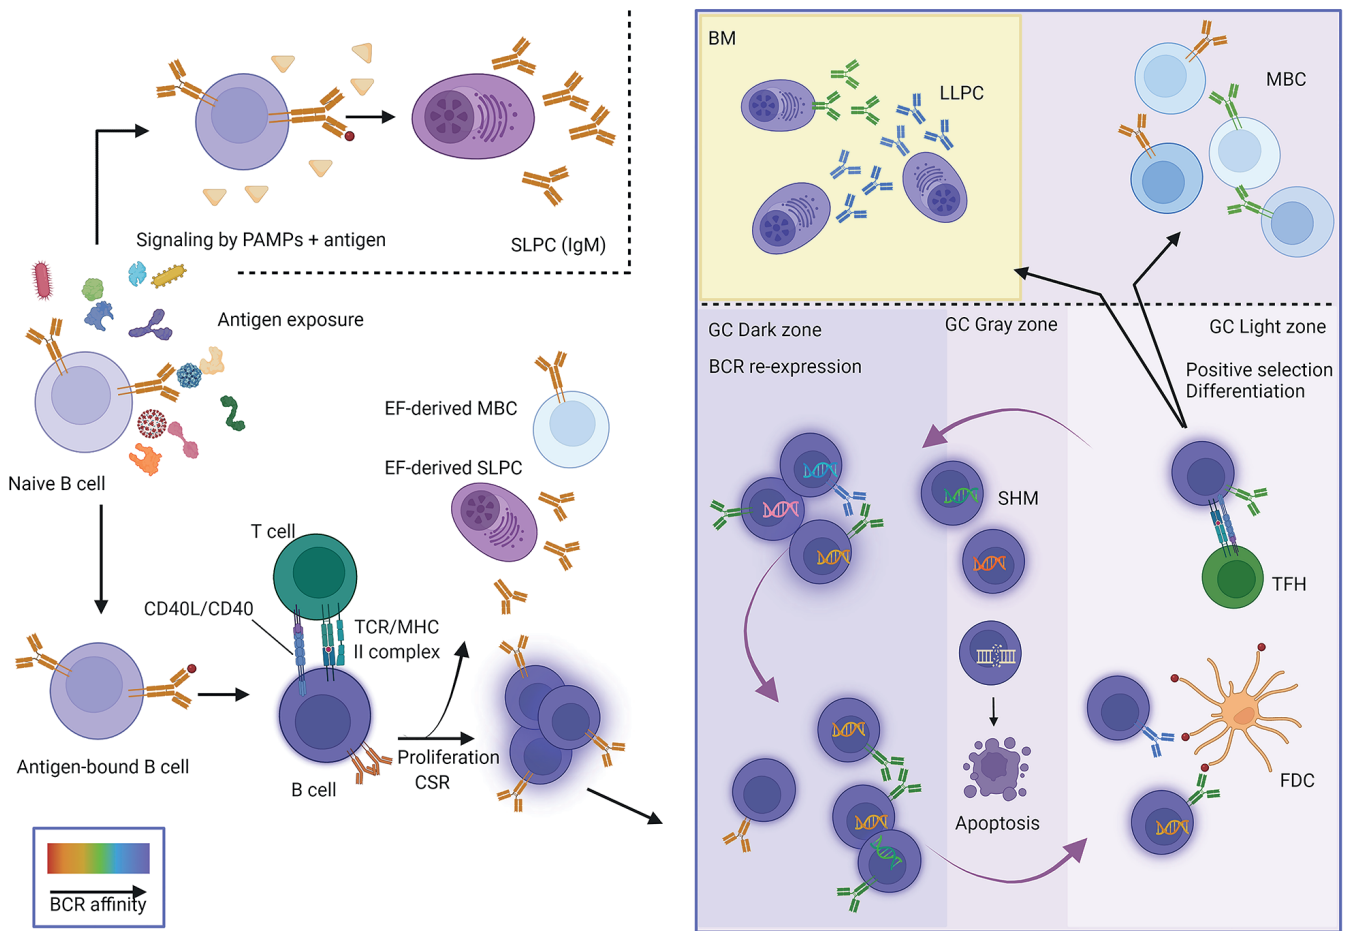 Signaling by PAMPs + antigen
SLPC (IgM)
Antigen exposure
Naive B cell
EF-derived MBC
EF-derived SLPC
T cell
CD40L/CD40
TCR/MHC
II complex
Antigen-bound B cell
B cell
Proliferation
CSR
BCR affinity
BM
LLPC
MBC
GC Dark zone
BCR re-expression
GC Gray zone
GC Light zone
Positive selection
Differentiation
SHM
TFH
Apoptosis
FDC